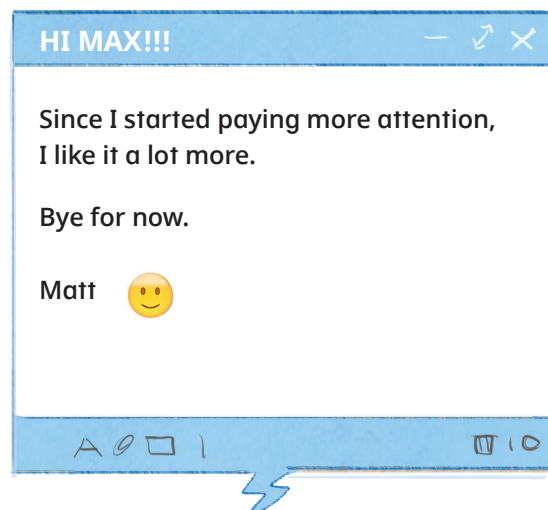 HI MAX!!!
Since I started paying more attention,
I like it a lot more.
Bye for now.
Matt